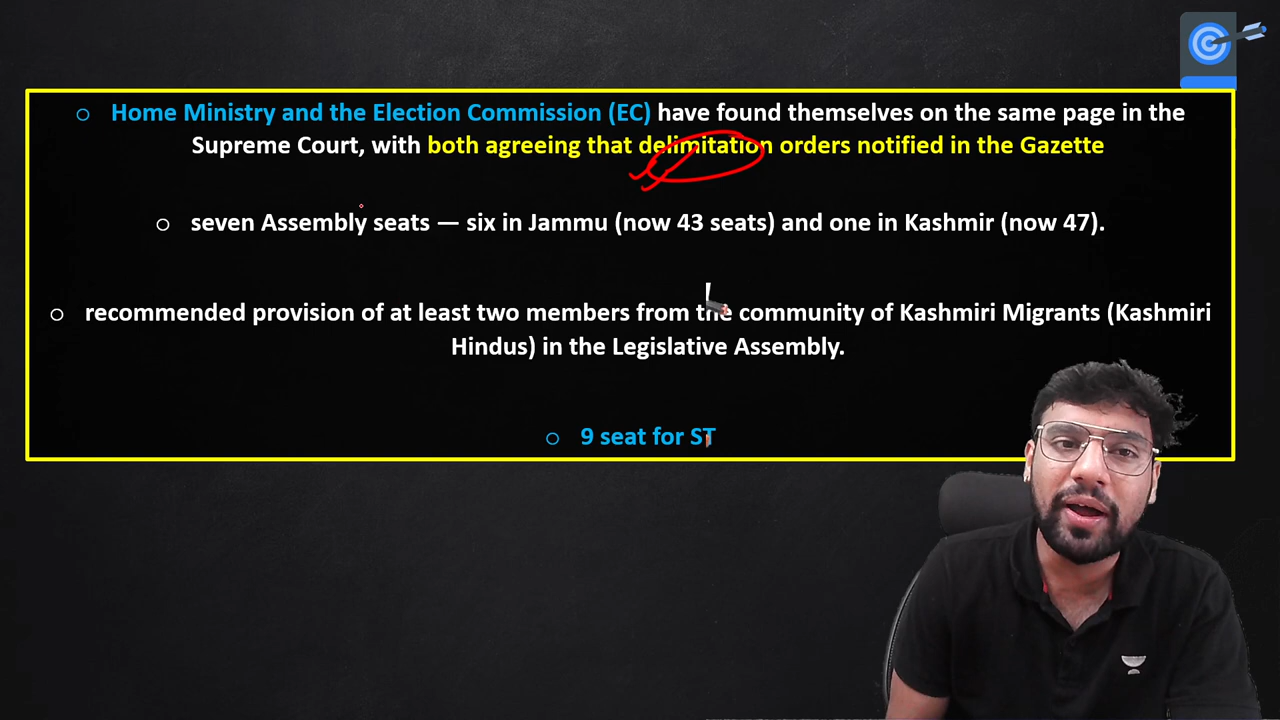 Home Ministry and the Election Commission (EC) have found themselves on the same page in the
Supreme Court, with both agreeing that delimitation orders notified in the Gazette
seven Assembly seats — six in Jammu (now 43 seats) and one in Kashmir (now 47).
recommended provision of at least two members from the community of Kashmiri Migrants (Kashmiri
Hindus) in the Legislative Assembly.
9 seat for ST